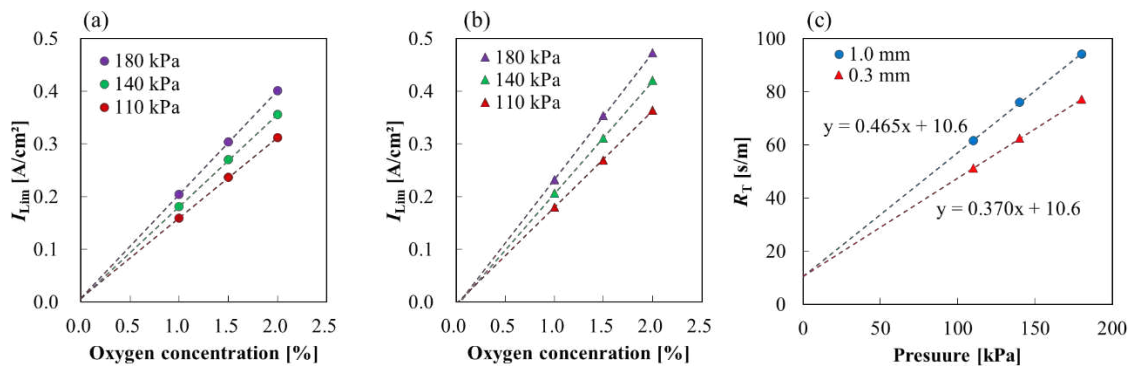 (a)
0.5
0.4
0.3
0.2
0.1
0.0
I_Lim [A/cm²]
180 kPa
140 kPa
110 kPa
0.0 0.5 1.0 1.5 2.0 2.5
Oxygen concentration [%]
(b)
0.5
0.4
0.3
0.2
0.1
0.0
I_Lim [A/cm²]
180 kPa
140 kPa
110 kPa
0.0 0.5 1.0 1.5 2.0 2.5
Oxygen concenration [%]
(c)
100
80
60
40
20
0
R_T [s/m]
1.0 mm
0.3 mm
y = 0.465x + 10.6
y = 0.370x + 10.6
0 50 100 150 200
Presuure [kPa]